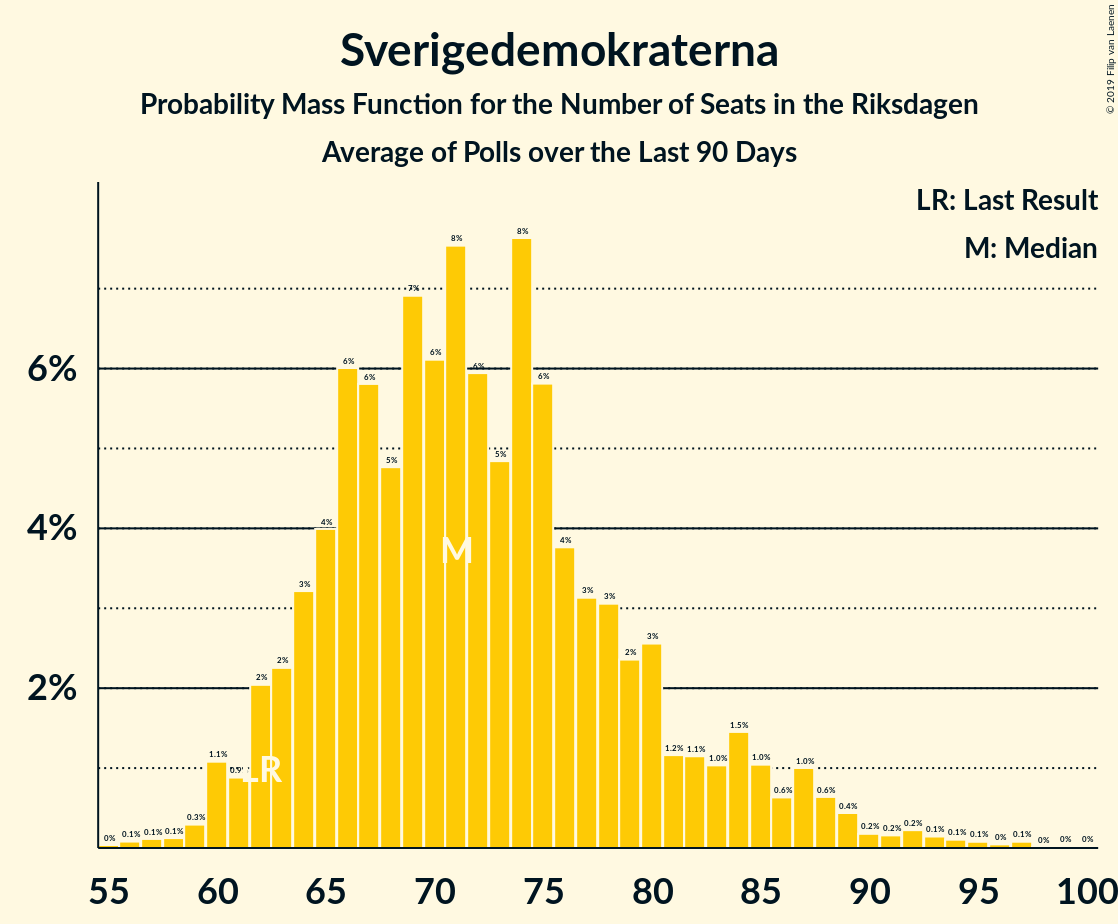 Sverigedemokraterna
Probability Mass Function for the Number of Seats in the Riksdagen
Average of Polls over the Last 90 Days
© 2019 Filip van Laenen
LR: Last Result
M: Median
6%
4%
2%
0% 0.1% 0.1% 0.1% 0.3% 1.1% 0.9% 2% 2% 3% 4% 6% 6% 5% 7% 6% 8% 6% 5% 8% 6% 4% 3% 3% 2% 3% 1.2% 1.1% 1.0% 1.5% 1.0% 0.6% 1.0% 0.6% 0.4% 0.2% 0.2% 0.2% 0.1% 0.1% 0.1% 0% 0.1% 0% 0% 0%
M
LR
55 60 65 70 75 80 85 90 95 100